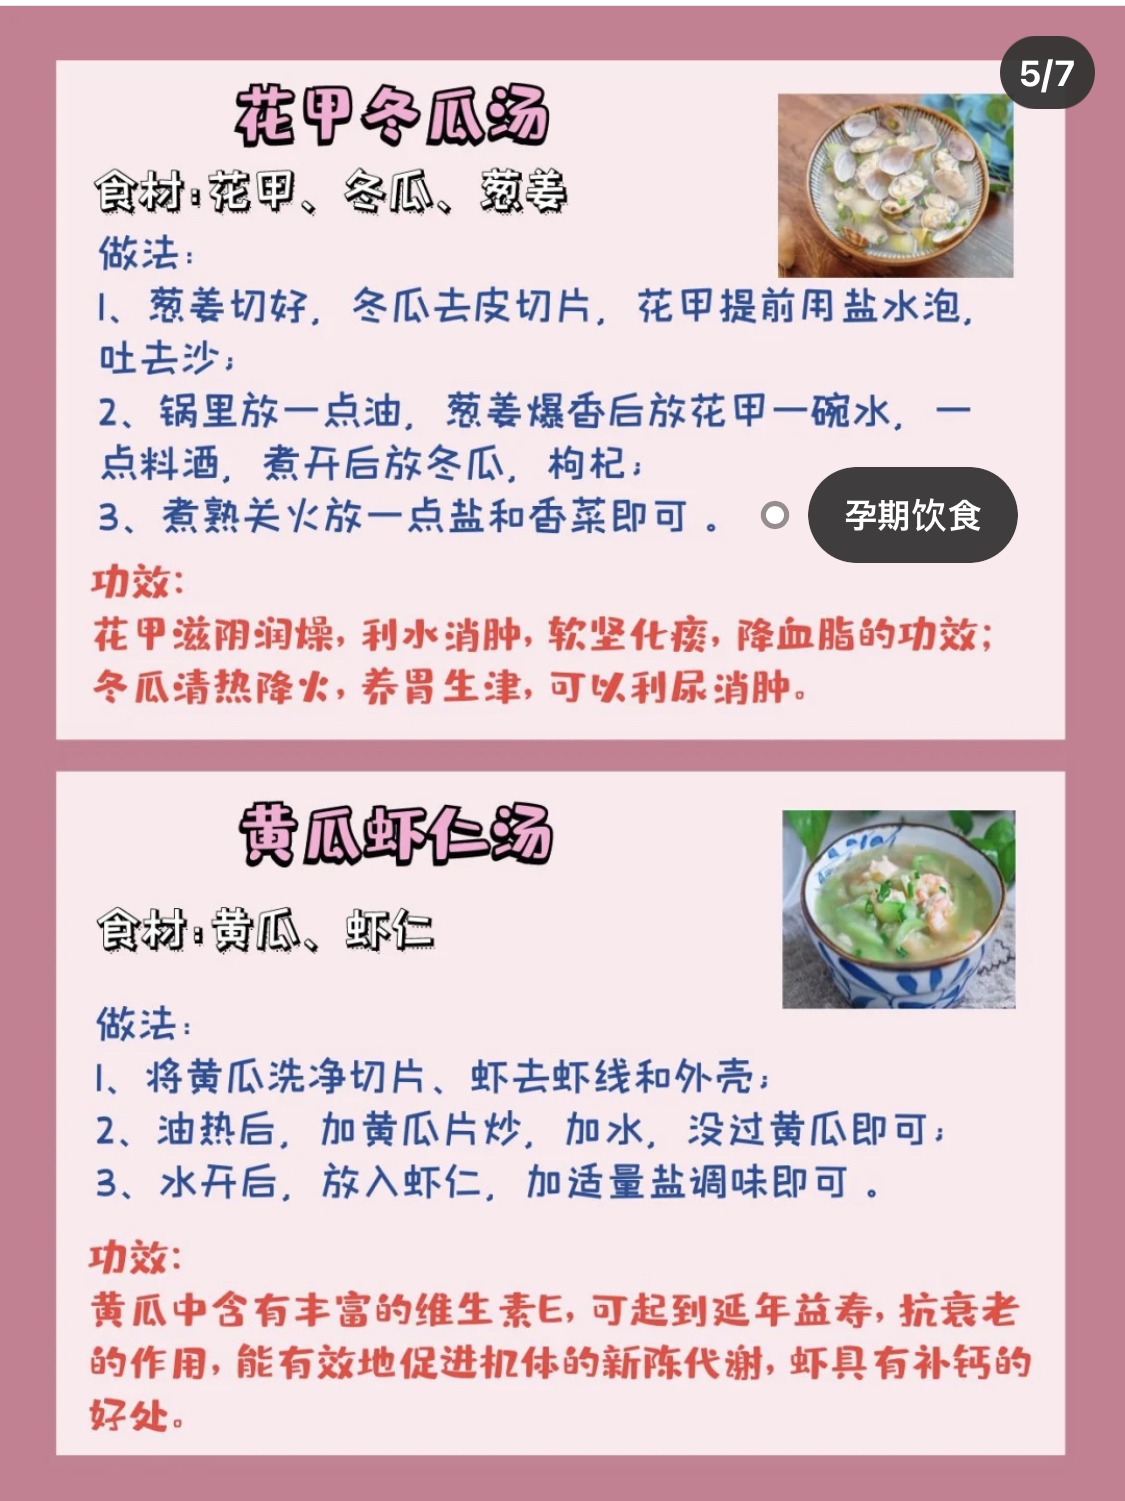 5/7
花甲冬瓜汤
食材:花甲、冬瓜、葱姜
做法:
1、葱姜切好,冬瓜去皮切片,花甲提前用盐水泡,
吐去沙;
2、锅里放一点油,葱姜爆香后放花甲一碗水,一
点料酒,煮开后放冬瓜,枸杞;
3、煮熟关火放一点盐和香菜即可。
孕期饮食
功效:
花甲滋阴润燥,利水消肿,软坚化痰,降血脂的功效;
冬瓜清热降火,养胃生津,可以利尿消肿。
黄瓜虾仁汤
食材:黄瓜、虾仁
做法:
1、将黄瓜洗净切片、虾去虾线和外壳;
2、油热后,加黄瓜片炒,加水,没过黄瓜即可;
3、水开后,放入虾仁,加适量盐调味即可。
功效:
黄瓜中含有丰富的维生素E,可起到延年益寿,抗衰老
的作用,能有效地促进机体的新陈代谢,虾具有补钙的
好处。